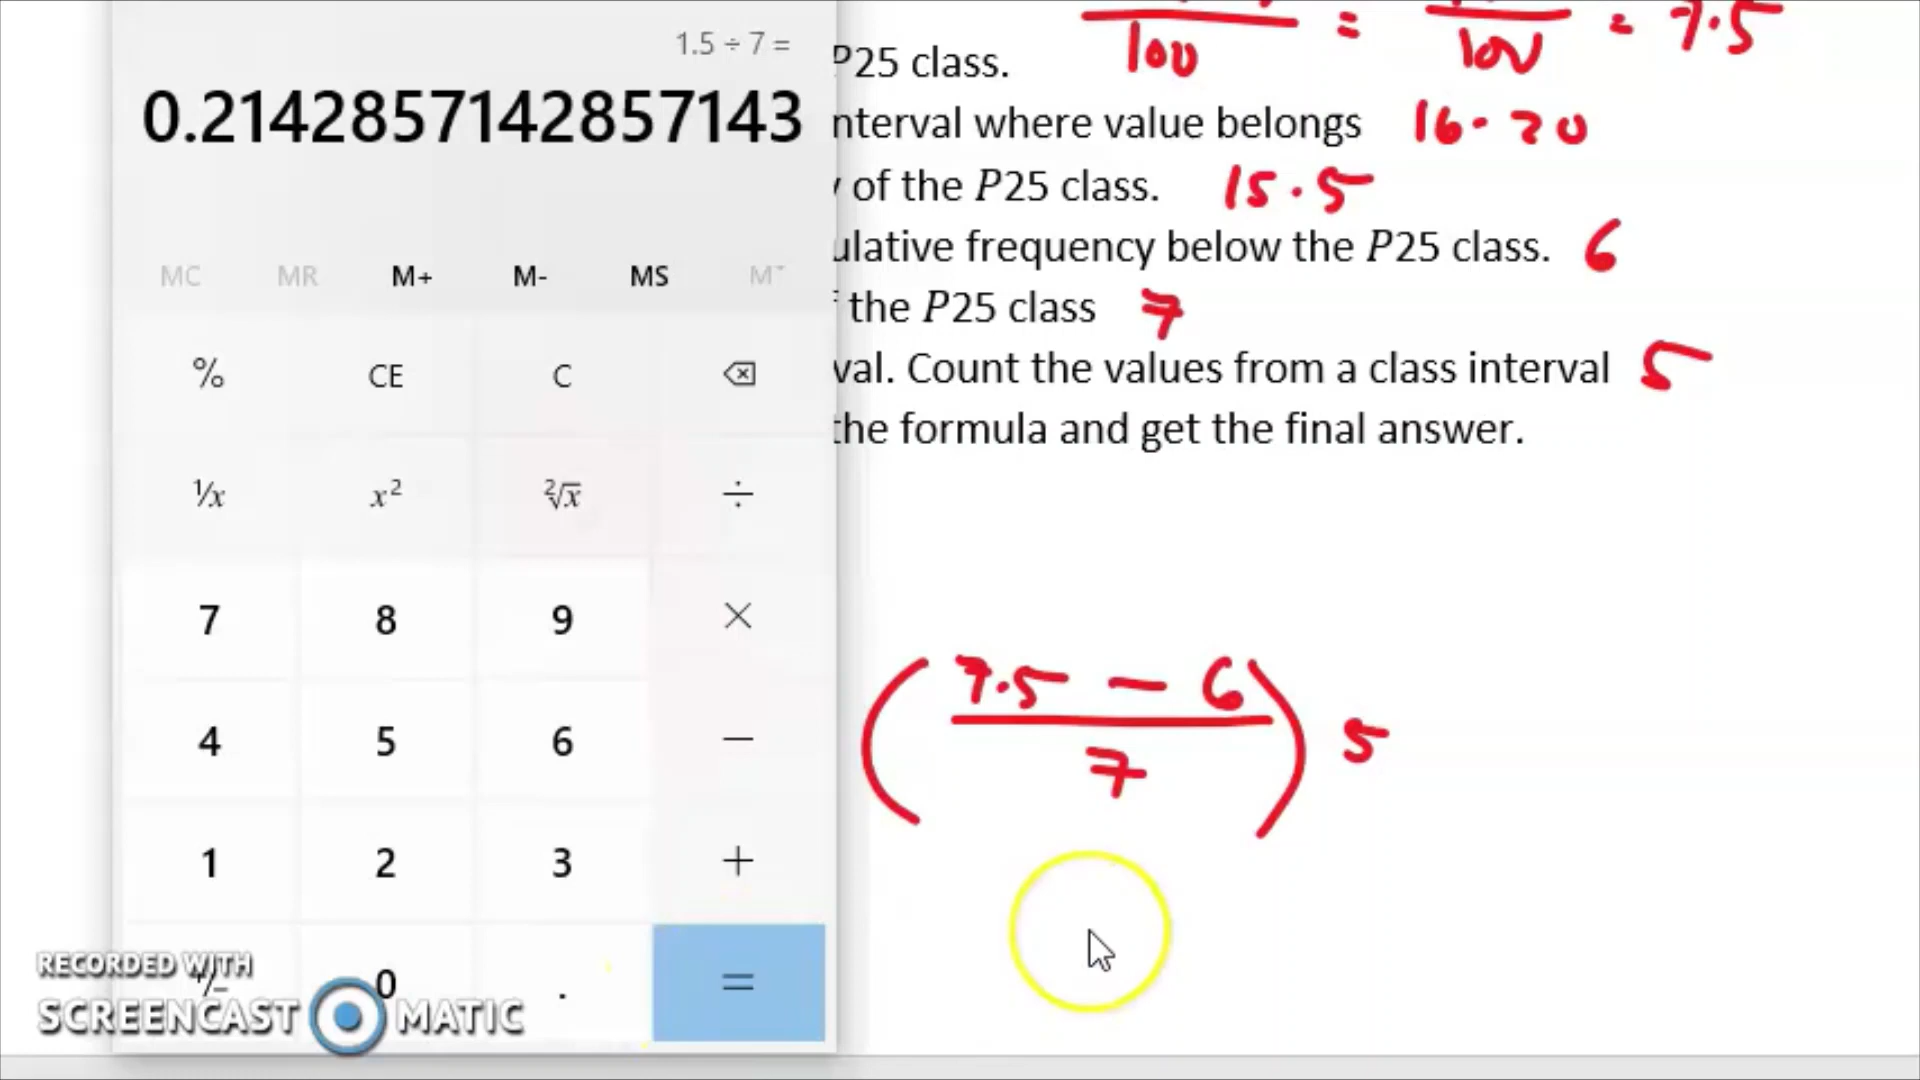 1.5 ÷ 7 =
0.2142857142857143
MC MR M+ M- MS
% CE C
¹/x x² ²√x ÷
7 8 9 ×
4 5 6 −
1 2 3 +
+/- 0 . =
100 = 100 = 7.5
P25 class.
nterval where value belongs 16-20
of the P25 class. 15.5
ulative frequency below the P25 class. 6
the P25 class 7
val. Count the values from a class interval 5
the formula and get the final answer.
(7.5 − 6
7) 5
RECORDED WITH
SCREENCAST MATIC